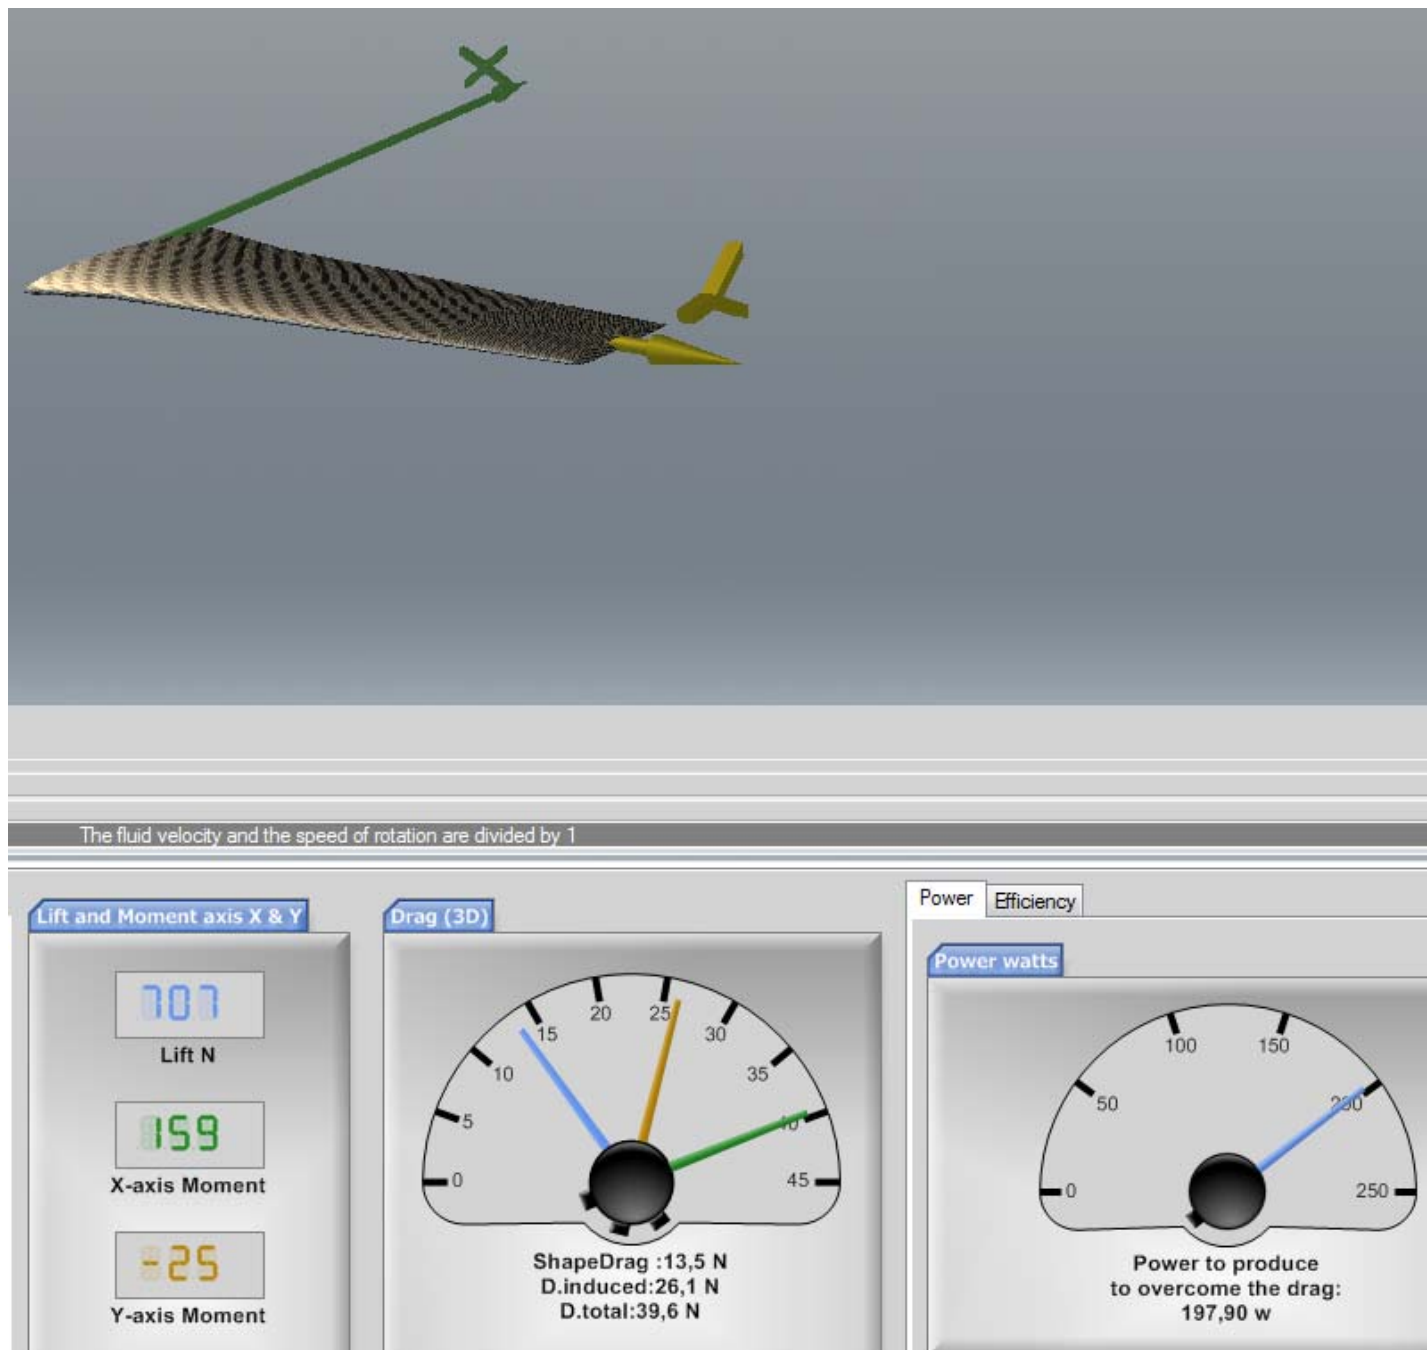 X
Y
The fluid velocity and the speed of rotation are divided by 1
Lift and Moment axis X & Y
707
Lift N
159
X-axis Moment
-25
Y-axis Moment
Drag (3D)
0
5
10
15
20
25
30
35
40
45
ShapeDrag :13,5 N
D.induced:26,1 N
D.total:39,6 N
Power
Efficiency
Power watts
0
50
100
150
200
250
Power to produce
to overcome the drag:
197,90 w